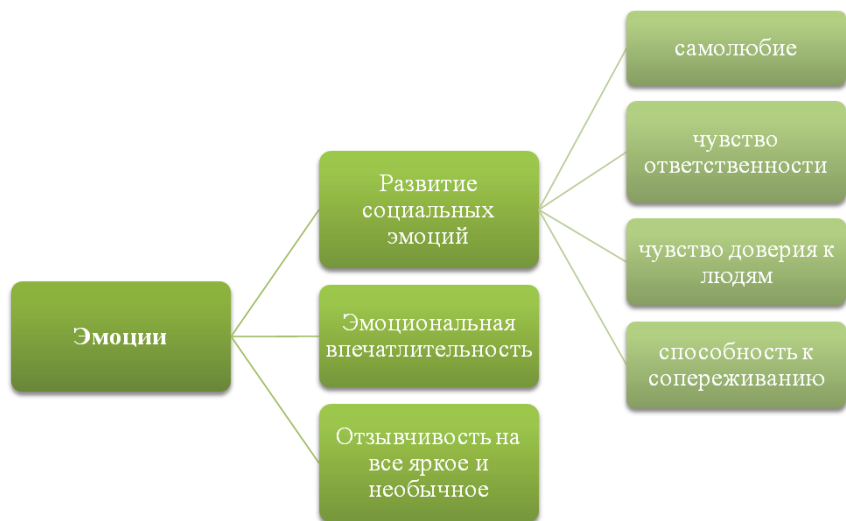 Эмоции
Развитие
социальных
эмоций
Эмоциональная
впечатлительность
Отзывчивость на
все яркое и
необычное
самолюбие
чувство
ответственности
чувство доверия к
людям
способность к
сопереживанию